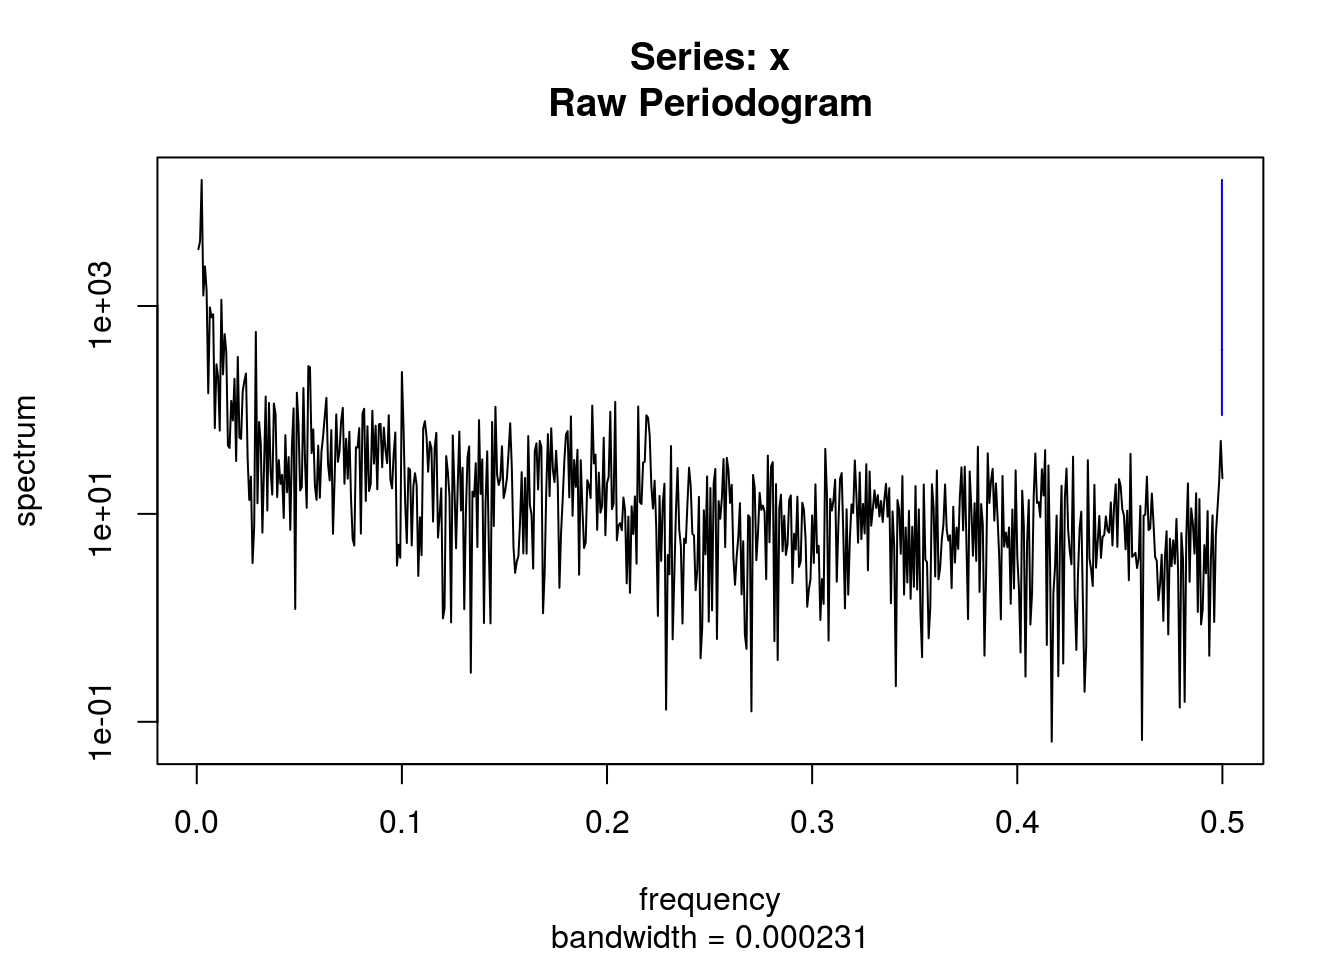 Series: x
Raw Periodogram
spectrum
1e+03
1e+01
1e-01
0.0 0.1 0.2 0.3 0.4 0.5
frequency
bandwidth = 0.000231